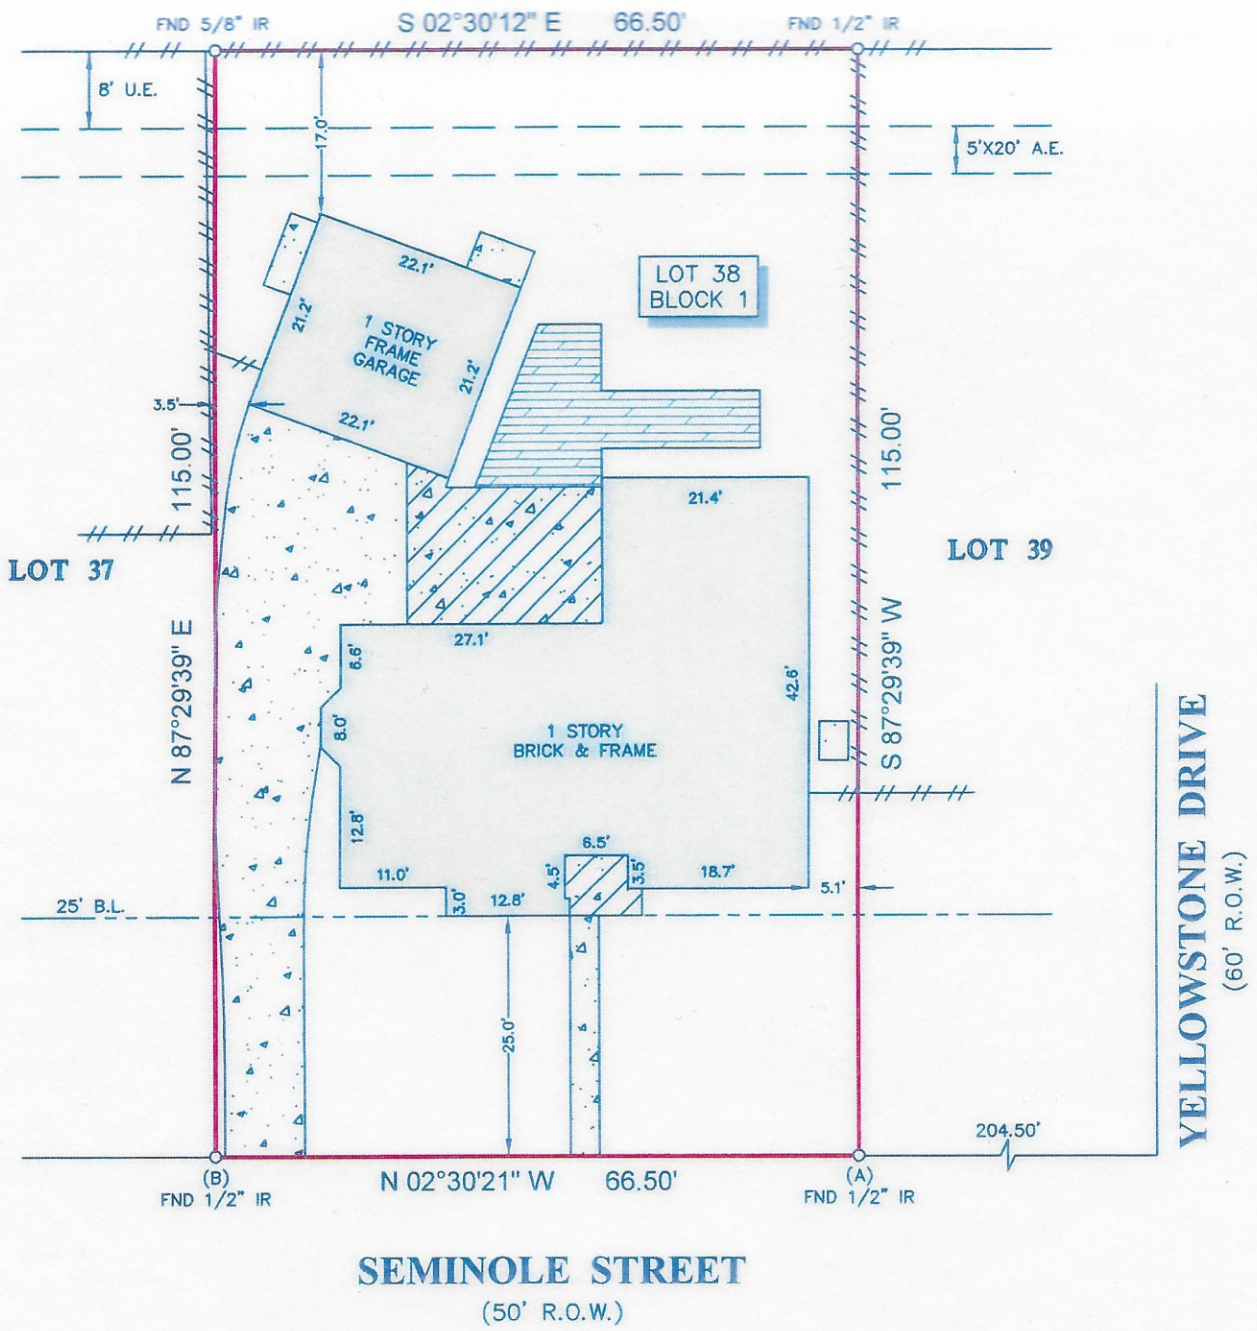 FND 5/8" IR
S 02°30'12" E 66.50'
FND 1/2" IR
8' U.E.
17.0'
5'X20' A.E.
22.1'
LOT 38
BLOCK 1
21.2'
1 STORY
FRAME
GARAGE
21.2'
3.5'
22.1'
115.00'
115.00'
21.4'
LOT 37
LOT 39
N 87°29'39" E
27.1'
6.6'
S 87°29'39" W
42.6'
8.0'
1 STORY
BRICK & FRAME
YELLOWSTONE DRIVE
(60' R.O.W.)
12.8'
6.5'
11.0'
4.5'
3.5'
18.7'
5.1'
25' B.L.
3.0'
12.8'
25.0'
204.50'
(B)
FND 1/2" IR
N 02°30'21" W 66.50'
(A)
FND 1/2" IR
SEMINOLE STREET
(50' R.O.W.)